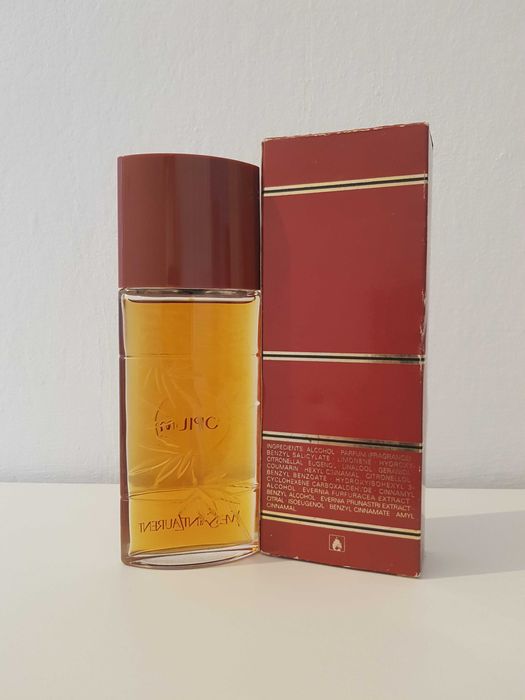 OPIUM
YVES SAINT LAURENT
INGREDIENTS: ALCOHOL PARFUM (FRAGRANCE)
BENZYL SALICYLATE LIMONENE HYDROXY-
CITRONELLAL EUGENOL LINALOOL GERANIOL
COUMARIN HEXYL CINNAMAL CITRONELLOL
BENZYL BENZOATE HYDROXYISOHEXYL 3-
CYCLOHEXENE CARBOXALDEHYDE CINNAMYL
ALCOHOL EVERNIA FURFURACEA EXTRACT
BENZYL ALCOHOL EVERNIA PRUNASTRI EXTRACT
CITRAL ISOEUGENOL BENZYL CINNAMATE AMYL
CINNAMAL